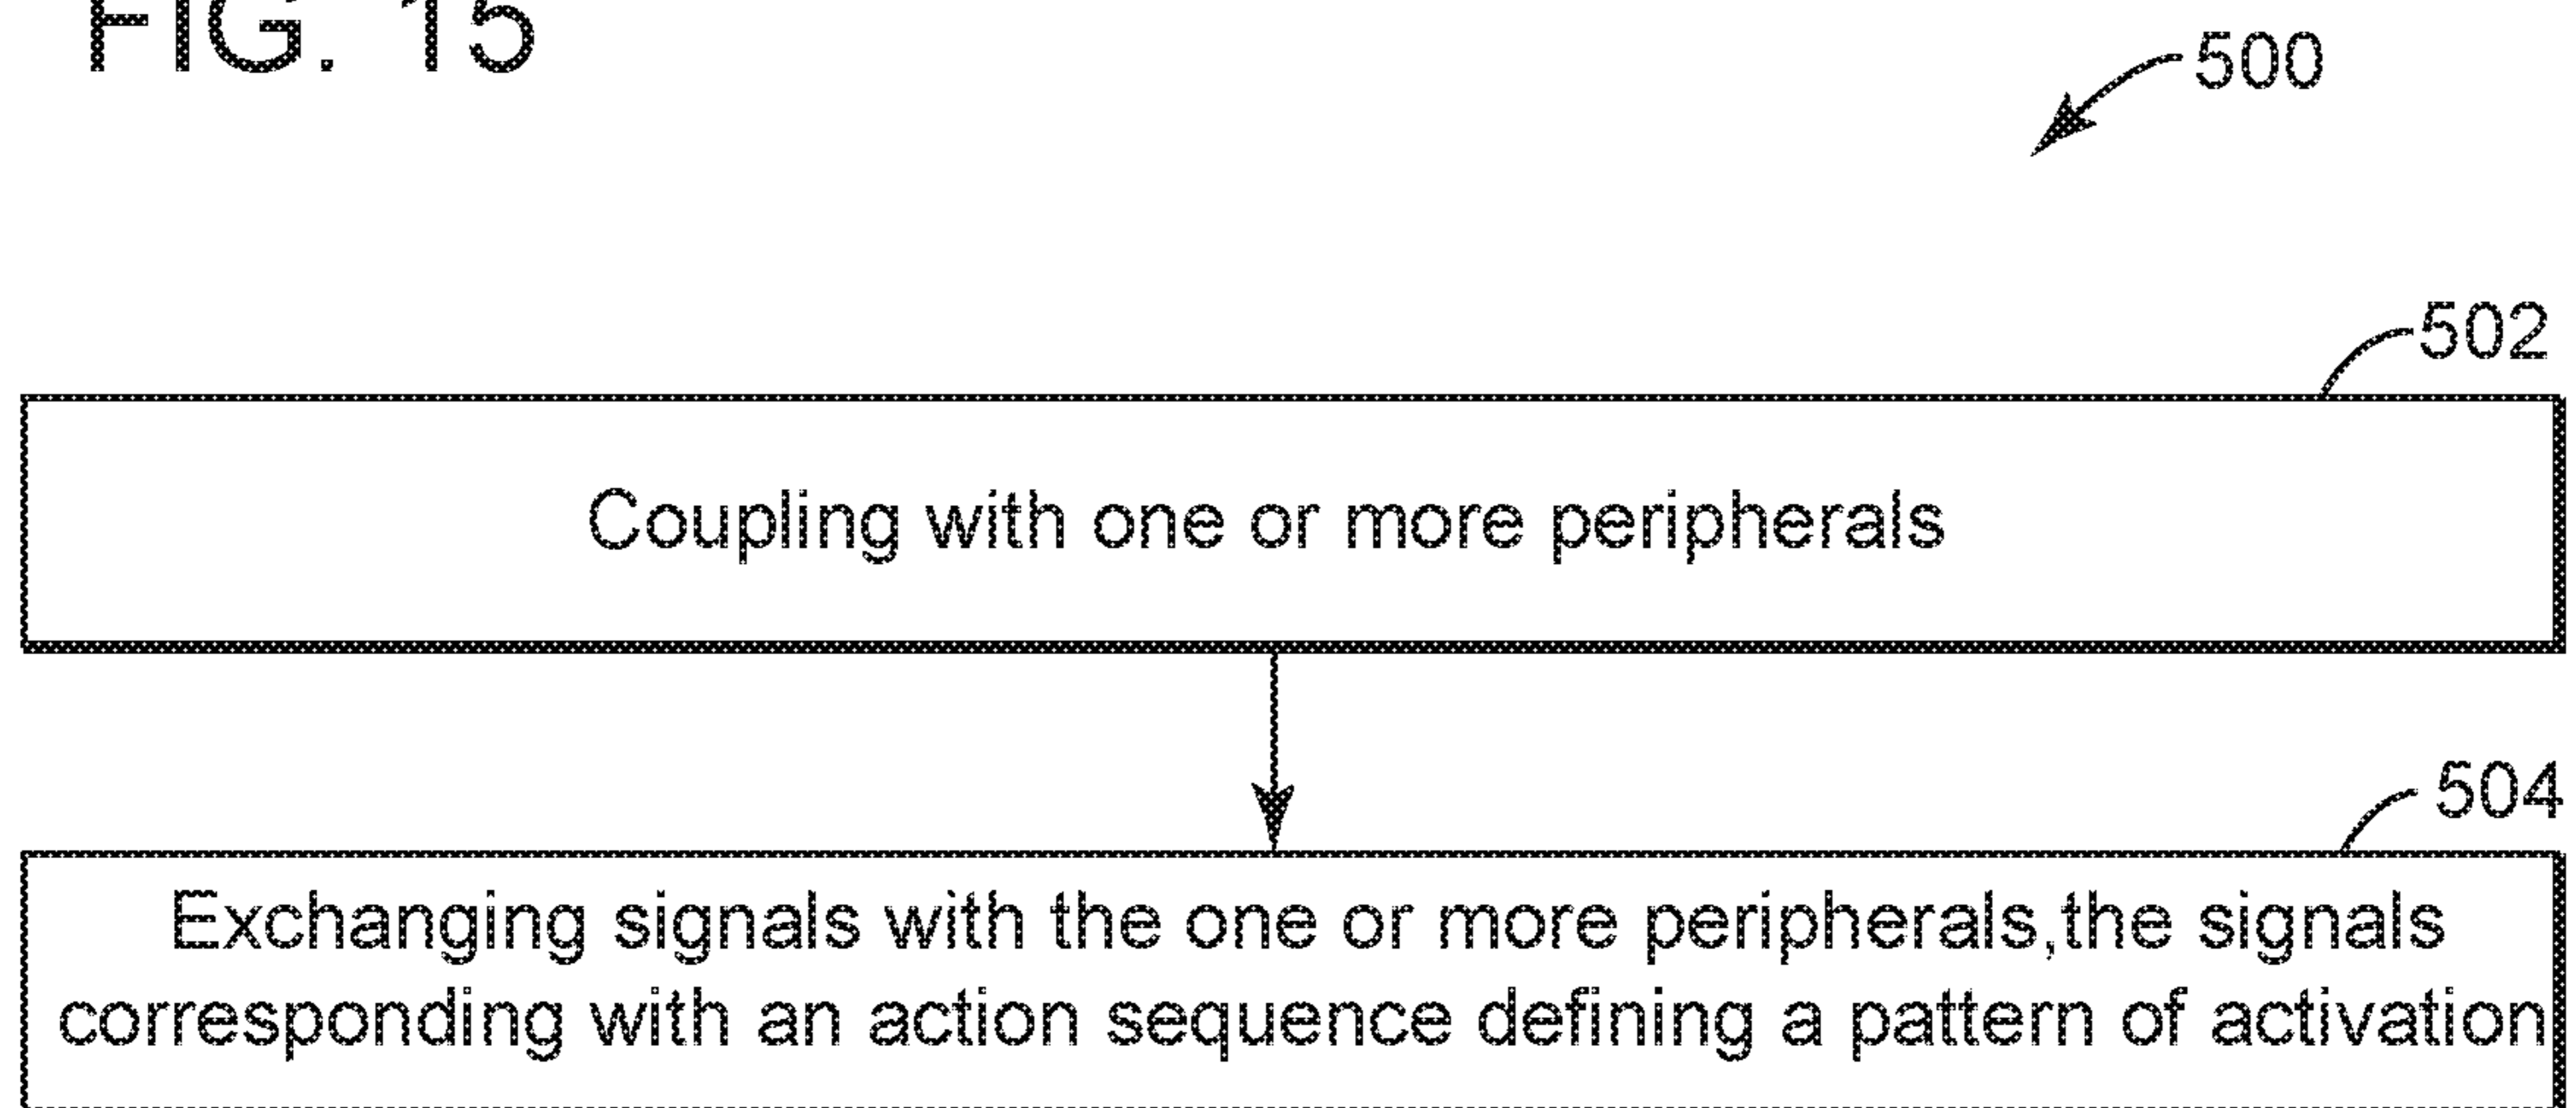 FIG. 15
500
502
Coupling with one or more peripherals
504
Exchanging signals with the one or more peripherals,the signals
corresponding with an action sequence defining a pattern of activation